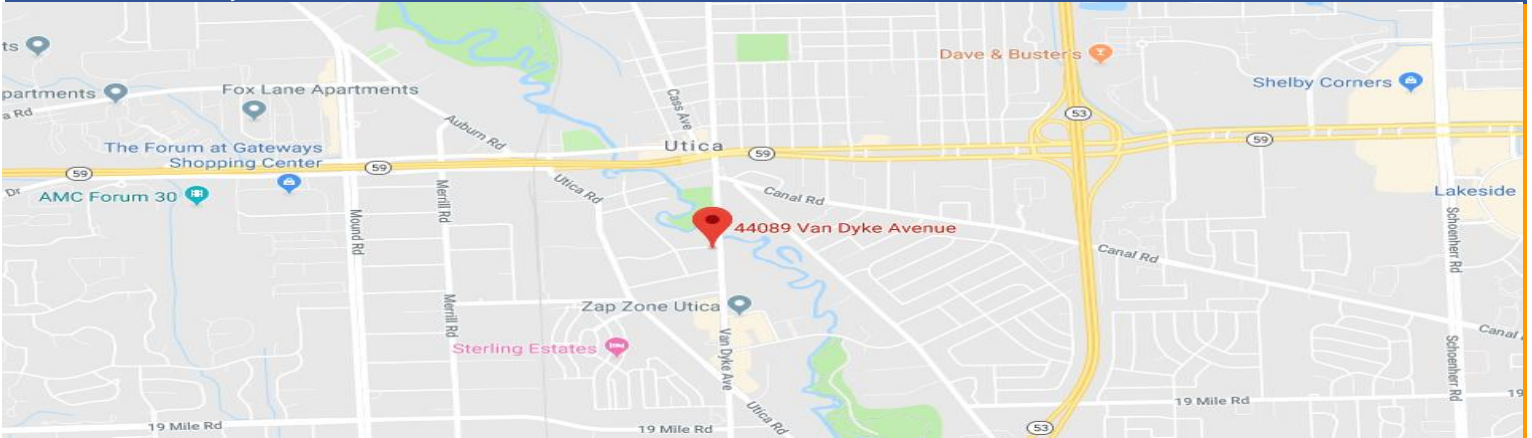 ts
Dave & Buster's
Shelby Corners
partments
Fox Lane Apartments
a Rd
Cass Ave
Auburn Rd
53
The Forum at Gateways
Shopping Center
Utica
59
59
59
59
Dr
AMC Forum 30
Merrill Rd
Utica Rd
Canal Rd
Lakeside
Mound Rd
44089 Van Dyke Avenue
Schoenherr Rd
Canal Rd
Merrill Rd
Zap Zone Utica
Sterling Estates
Van Dyke Ave
Canal
Schoenherr Rd
19 Mile Rd
19
Utica Rd
19 Mile Rd
19 Mile Rd
53